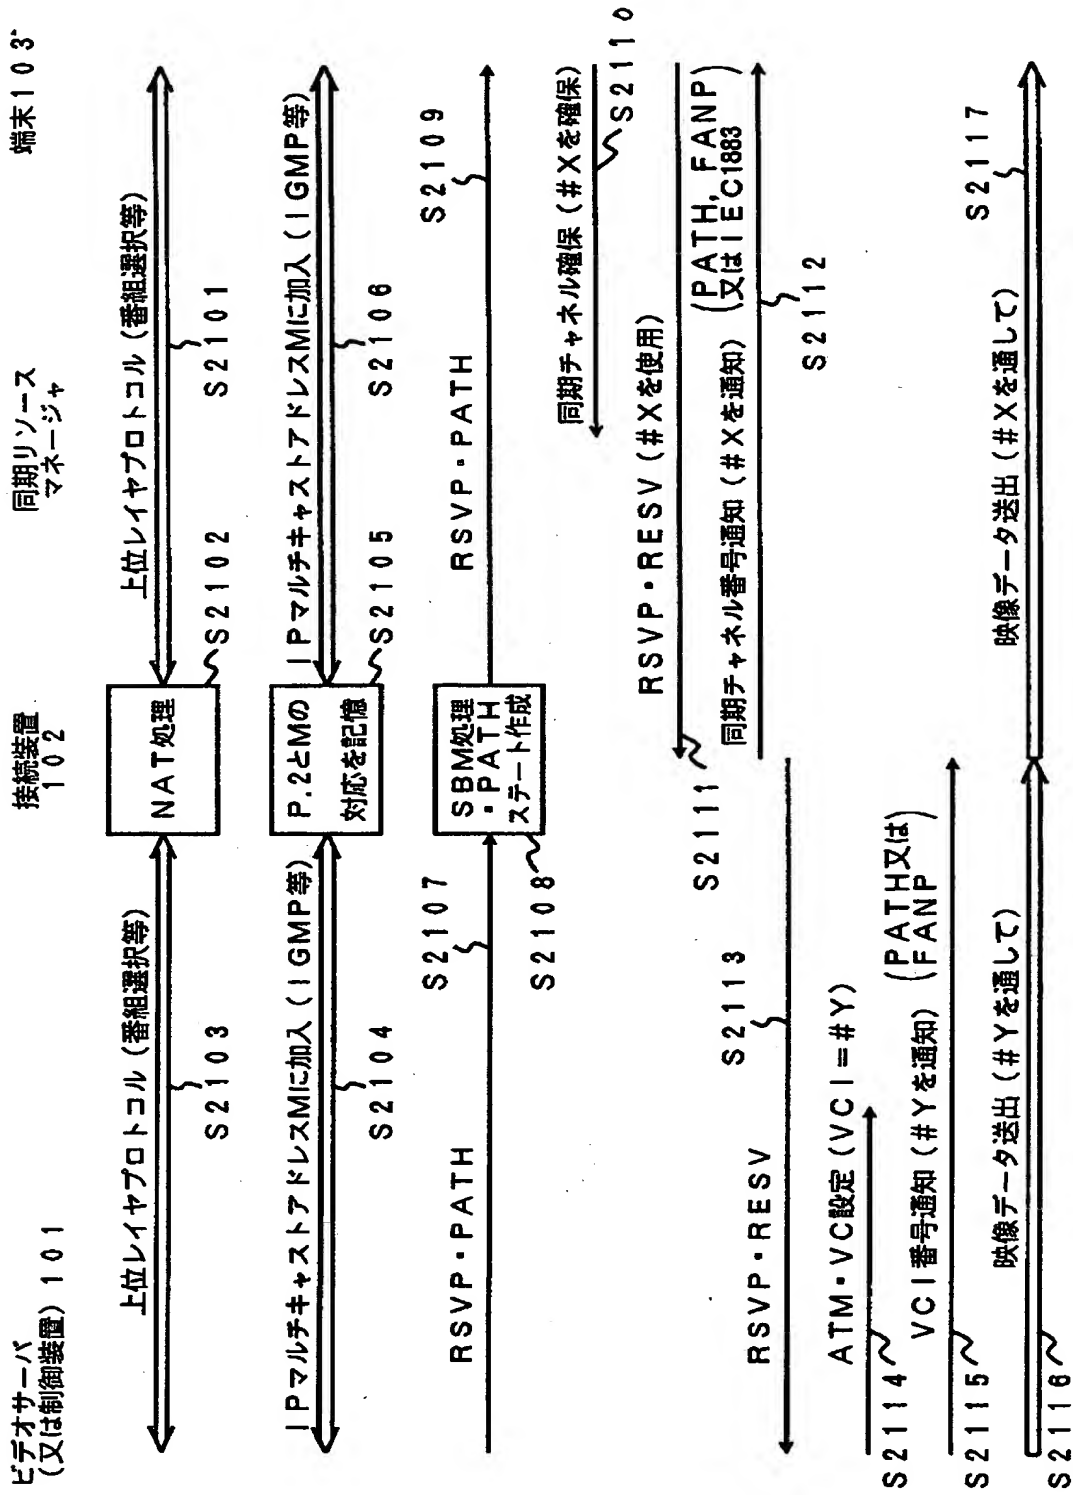 ビデオサーバ
(又は制御装置) 101
接続装置
102
同期リソース
マネージャ
端末103
上位レイヤプロトコル(番組選択等)
S2103
NAT処理
S2102
上位レイヤプロトコル(番組選択等)
S2101
IPマルチキャストアドレスMに加入(IGMP等)
S2104
P.2とMの
対応を記憶
S2105
IPマルチキャストアドレスMに加入(IGMP等)
S2106
RSVP・PATH
S2107
SBM処理
・PATH
ステート作成
S2108
RSVP・PATH
S2109
同期チャネル確保(#Xを確保)
S2110
RSVP・RESV(#Xを使用)
S2111
同期チャネル番号通知(#Xを通知)
(PATH, FANP
又はIEC1883)
S2112
RSVP・RESV
S2113
ATM・VC設定(VCI=#Y)
S2114
VCI番号通知(#Yを通知)
(PATH又は
FANP)
S2115
映像データ送出(#Yを通して)
S2116
映像データ送出(#Xを通して)
S2117